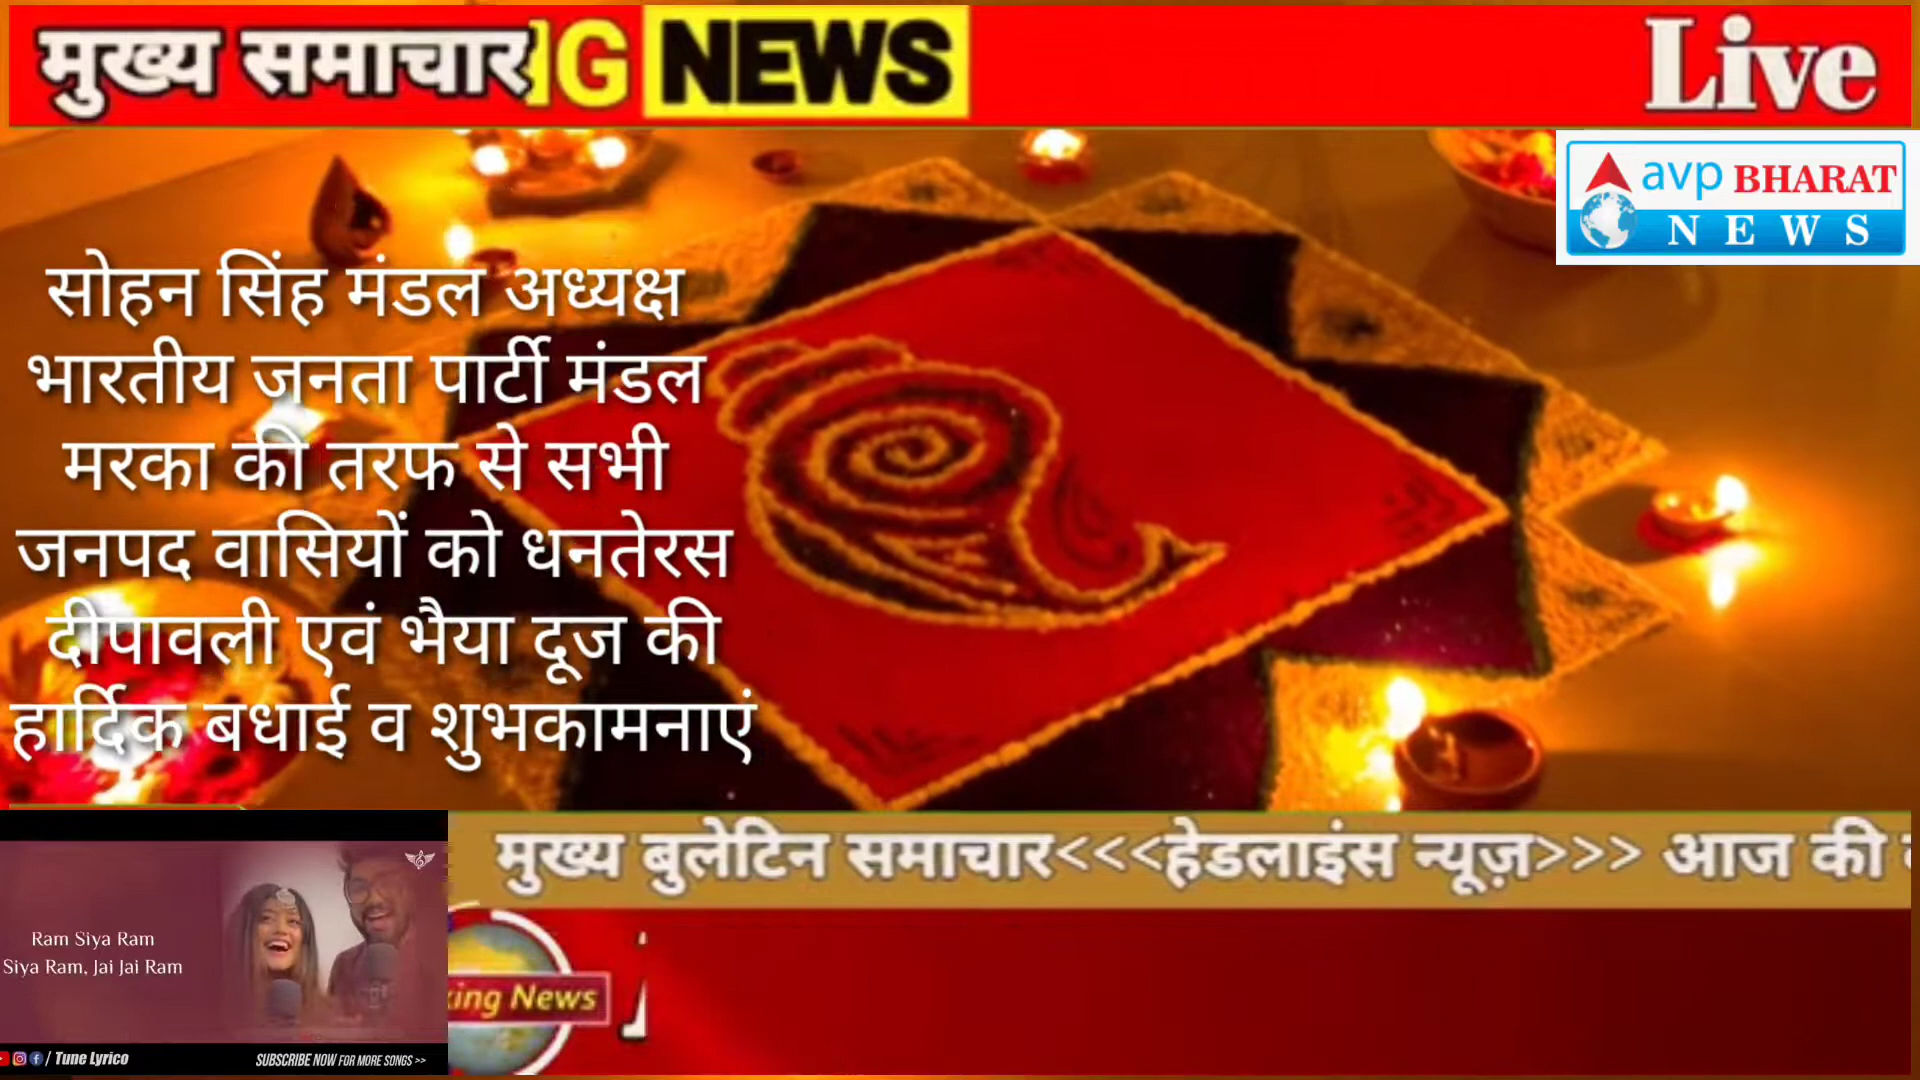 मुख्य समाचार
NEWS
Live
avp BHARAT
NEWS
सोहन सिंह मंडल अध्यक्ष
भारतीय जनता पार्टी मंडल
मरका की तरफ से सभी
जनपद वासियों को धनतेरस
दीपावली एवं भैया दूज की
हार्दिक बधाई व शुभकामनाएं
मुख्य बुलेटिन समाचार<<<हेडलाइंस न्यूज़>>> आज की
Ram Siya Ram
Siya Ram, Jai Jai Ram
News
/ Tune Lyrico
SUBSCRIBE NOW FOR MORE SONGS >>